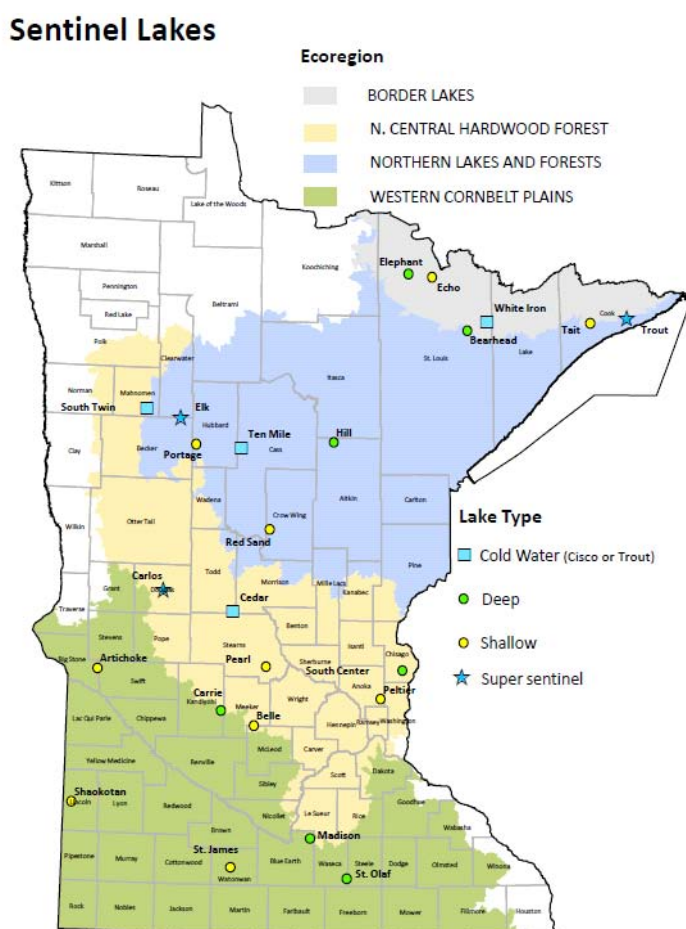 Sentinel Lakes
Ecoregion
BORDER LAKES
N. CENTRAL HARDWOOD FOREST
NORTHERN LAKES AND FORESTS
WESTERN CORNBELT PLAINS
Kittson
Roseau
Lake of the Woods
Marshall
Koochiching
Elephant
Echo
Pennington
Beltrami
Red Lake
White Iron
Cook
Polk
Clearwater
Bearhead
Tait
Trout
St. Louis
Lake
Itasca
Norman
Mahnomen
South Twin
Elk
Hubbard
Ten Mile
Hill
Clay
Becker
Portage
Cass
Wadena
Aitkin
Carlton
Crow Wing
Otter Tail
Wilkin
Red Sand
Lake Type
Cold Water (Cisco or Trout)
Deep
Shallow
Super sentinel
Todd
Morrison
Mille Lacs
Pine
Kanabec
Carlos
Grant
Traverse
Cedar
Stevens
Pope
Stearns
Benton
Isanti
Chisago
Big Stone
Artichoke
Swift
Pearl
Sherburne
South Center
Anoka
Peltier
Carrie
Kandiyohi
Meeker
Wright
Lac Qui Parle
Chippewa
Belle
Hennepin
Ramsey
Washington
McLeod
Carver
Yellow Medicine
Renville
Scott
Dakota
Sibley
Shaokotan
Lincoln
Lyon
Redwood
Nicollet
Le Sueur
Rice
Goodhue
Brown
Wabasha
Madison
Pipestone
Murray
Cottonwood
St. James
Watonwan
Blue Earth
Waseca
Steele
Dodge
Olmsted
Winona
St. Olaf
Rock
Nobles
Jackson
Martin
Faribault
Freeborn
Mower
Fillmore
Houston